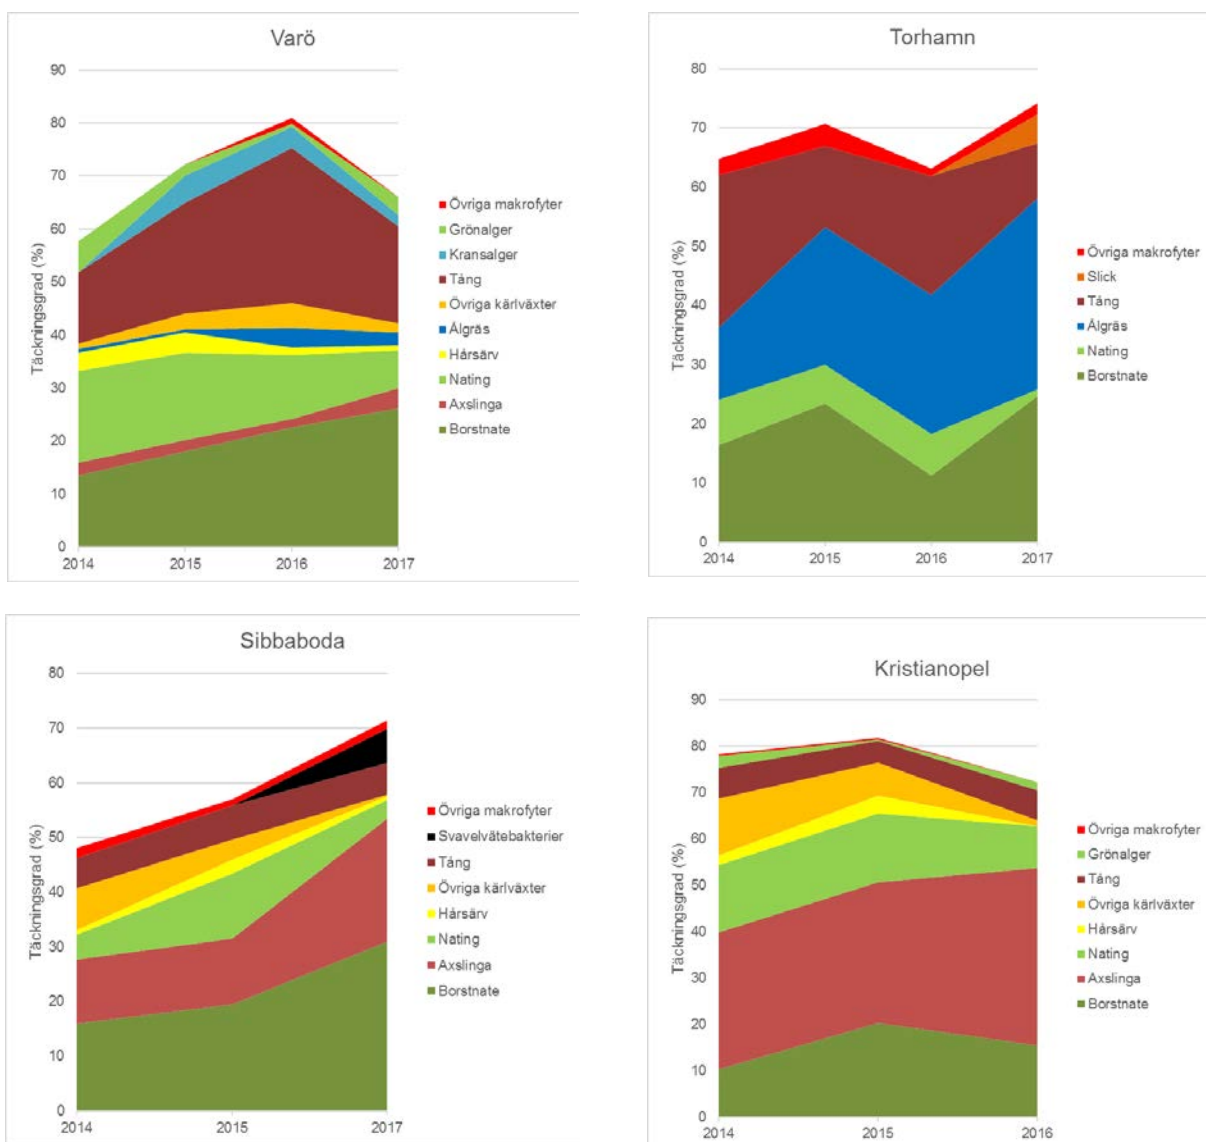 Varö
90
80
70
60
50
40
30
20
10
0
Täckningsgrad (%)
2014 2015 2016 2017
Övriga makrofyter
Grönalger
Kransalger
Tång
Övriga kärlväxter
Ålgräs
Hårsärv
Nating
Axslinga
Borstnate
Torhamn
80
70
60
50
40
30
20
10
0
Täckningsgrad (%)
2014 2015 2016 2017
Övriga makrofyter
Slick
Tång
Ålgräs
Nating
Borstnate
Sibbaboda
80
70
60
50
40
30
20
10
0
Täckningsgrad (%)
2014 2015 2017
Övriga makrofyter
Svavelvätebakterier
Tång
Övriga kärlväxter
Hårsärv
Nating
Axslinga
Borstnate
Kristianopel
90
80
70
60
50
40
30
20
10
0
Täckningsgrad (%)
2014 2015 2016
Övriga makrofyter
Grönalger
Tång
Övriga kärlväxter
Hårsärv
Nating
Axslinga
Borstnate